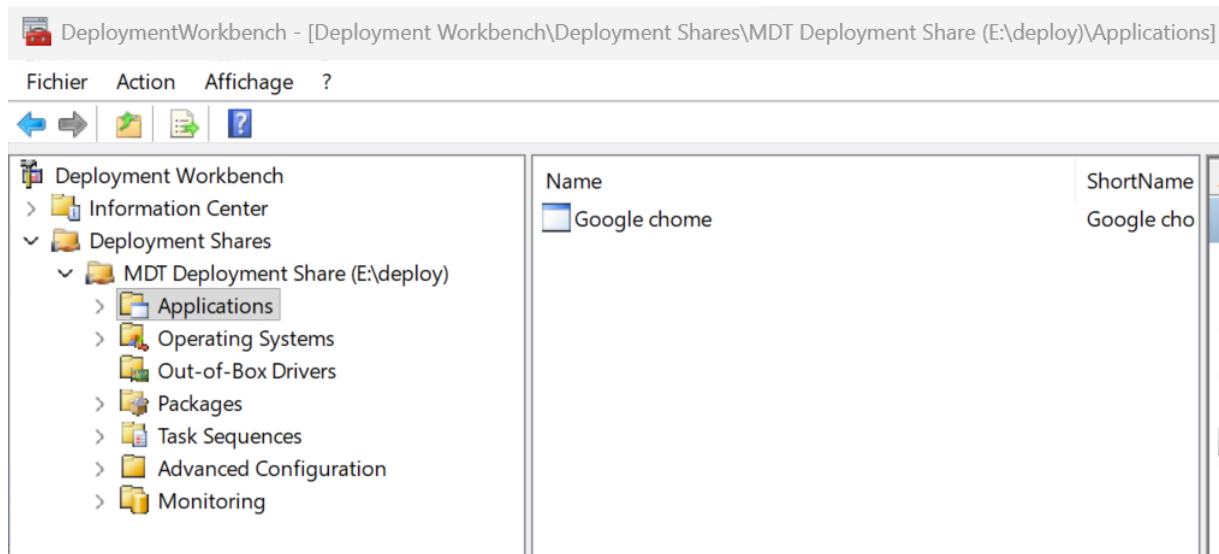 DeploymentWorkbench - [Deployment Workbench\Deployment Shares\MDT Deployment Share (E:\deploy)\Applications]
Fichier Action Affichage ?
Deployment Workbench
Information Center
Deployment Shares
MDT Deployment Share (E:\deploy)
Applications
Operating Systems
Out-of-Box Drivers
Packages
Task Sequences
Advanced Configuration
Monitoring
Name ShortName
Google chome Google cho